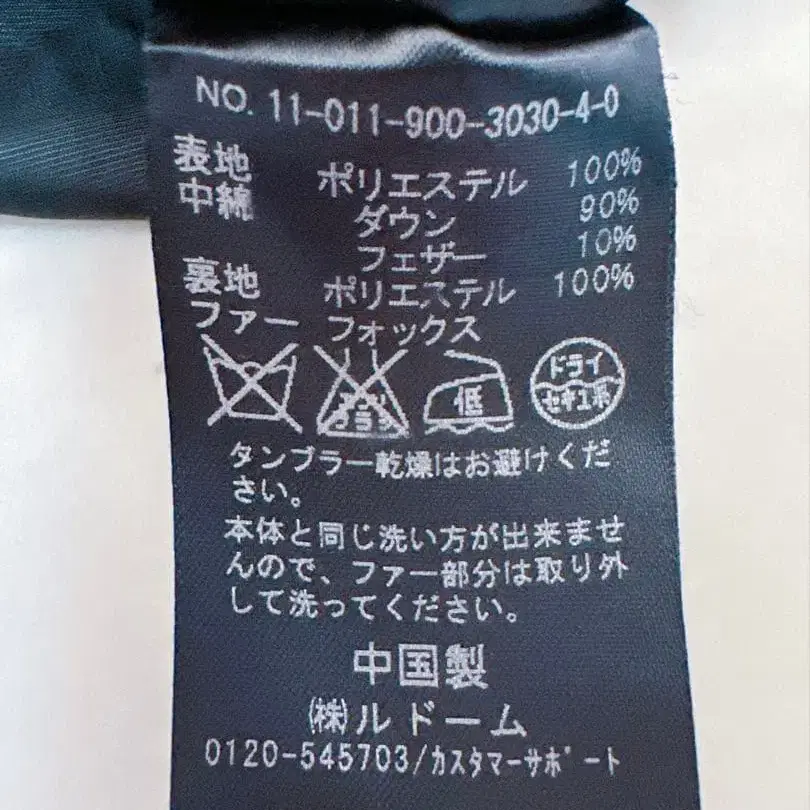 NO. 11-011-900-3030-4-0
表地 ポリエステル 100%
中綿 ダウン 90%
フェザー 10%
裏地 ポリエステル 100%
ファー フォックス
エンソ
フラテ
低
ドライ
セキユ系
タンブラー乾燥はお避けくだ
さい。
本体と同じ洗い方が出来ませ
んので、ファー部分は取り外
して洗ってください。
中国製
㈱ルドーム
0120-545703/カスタマーサポート